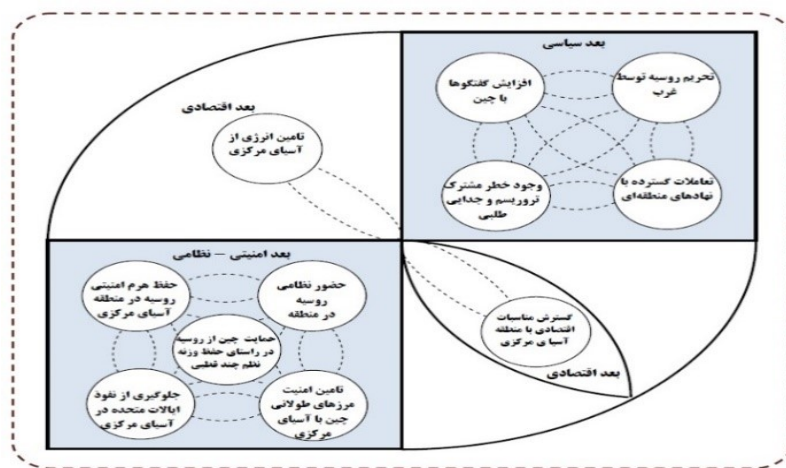 بعد سیاسی
تحریم روسیه توسط
غرب
افزایش گفتگوها
با چین
تعاملات گسترده با
نهادهای منطقه‌ای
وجود خطر مشترک
تروریسم و جدایی
طلبی
بعد اقتصادی
تامین انرژی از
آسیای مرکزی
بعد امنیتی – نظامی
حضور نظامی
روسیه
در منطقه
حفظ هرم امنیتی
روسیه در منطقه
آسیای مرکزی
حمایت چین از روسیه
در راستای حفظ وزنه
نظم چند قطبی
تامین امنیت
مرزهای طولانی
چین با آسیای
مرکزی
جلوگیری از نفوذ
ایالات متحده در
آسیای مرکزی
گسترش مناسبات
اقتصادی با منطقه
آسیا ی مرکزی
بعد اقتصادی